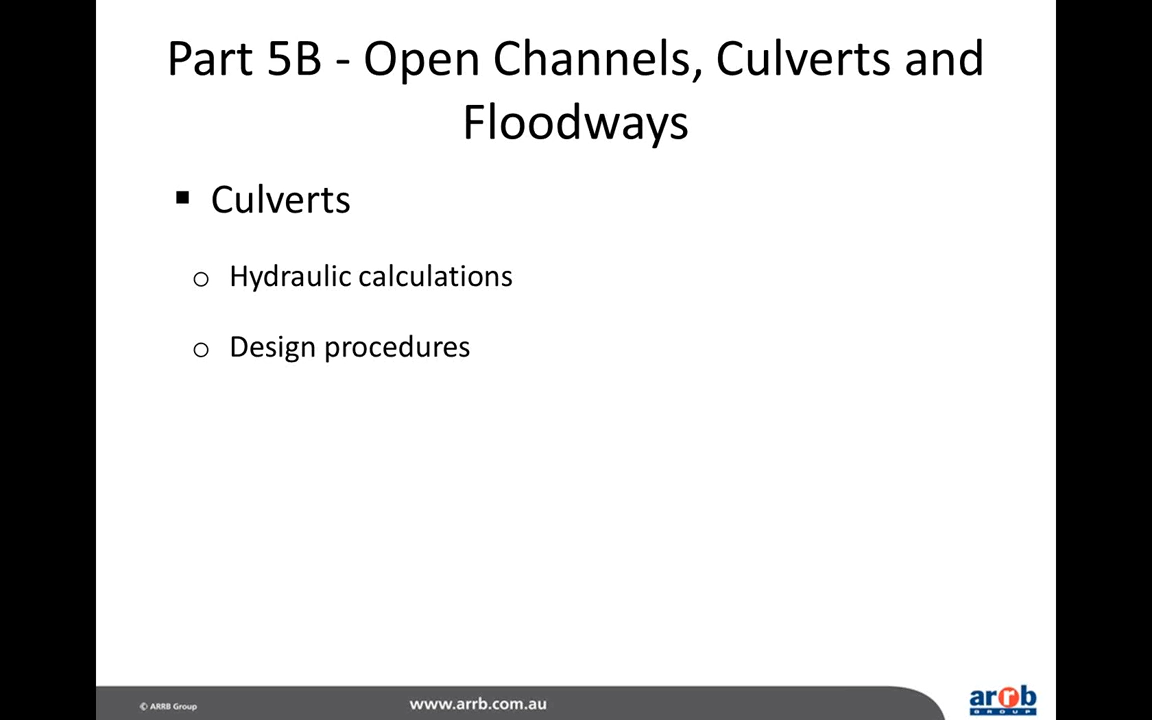 Part 5B - Open Channels, Culverts and
Floodways
▪ Culverts
o Hydraulic calculations
o Design procedures
© ARRB Group
www.arrb.com.au
arrb
GROUP